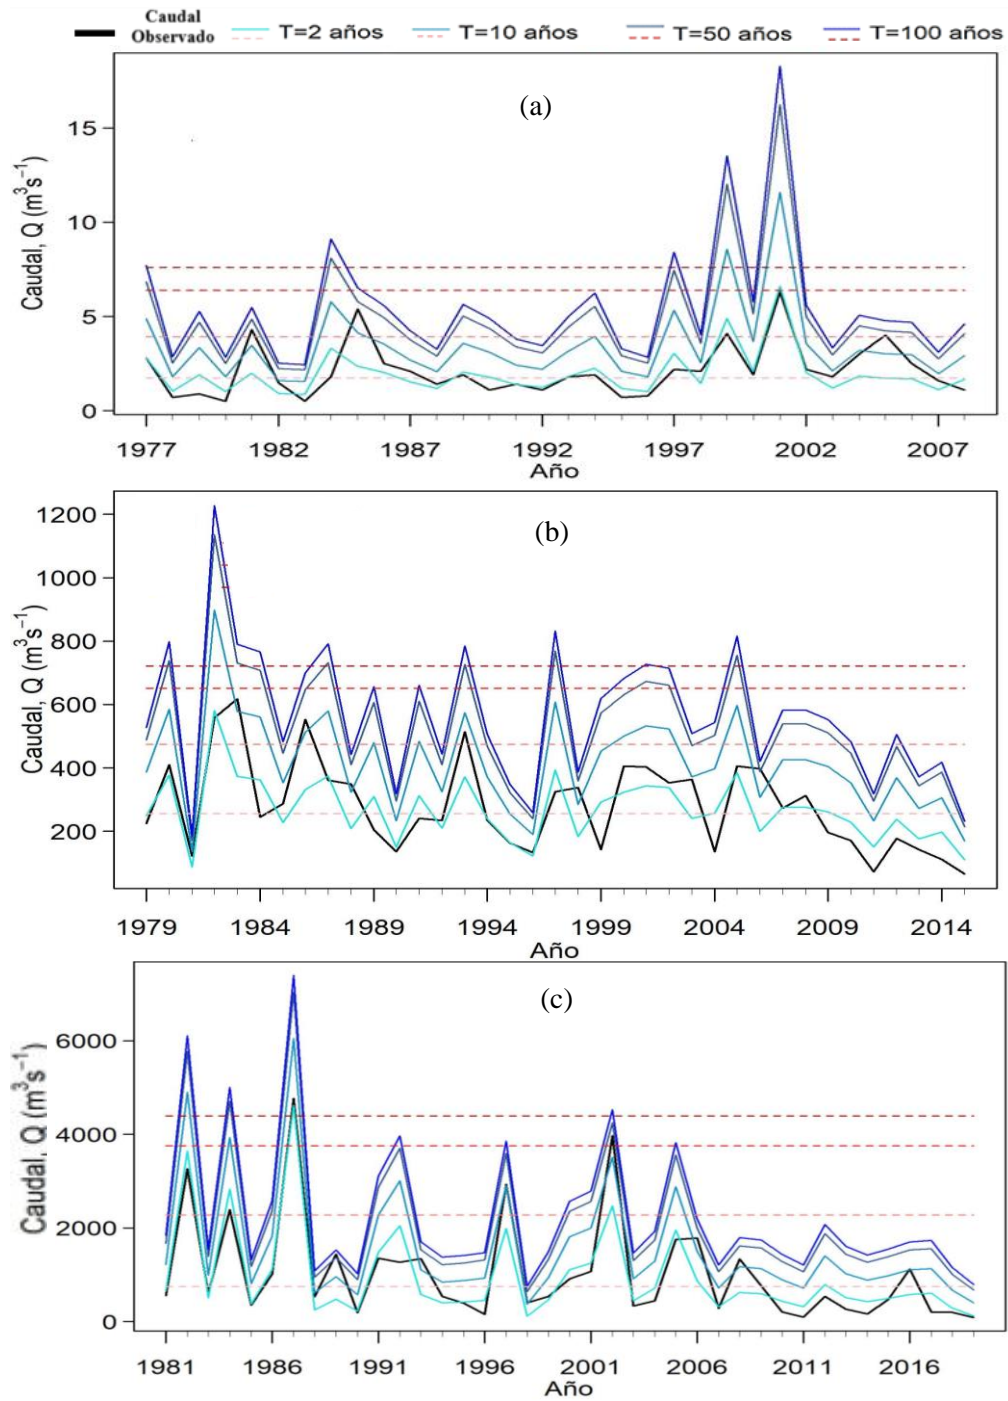 Caudal Observado T=2 años T=10 años T=50 años T=100 años
(a)
Caudal, Q (m³s⁻¹)
15
10
5
0
1977 1982 1987 1992 1997 2002 2007
Año
(b)
Caudal, Q (m³s⁻¹)
1200
1000
800
600
400
200
1979 1984 1989 1994 1999 2004 2009 2014
Año
(c)
Caudal, Q (m³s⁻¹)
6000
4000
2000
0
1981 1986 1991 1996 2001 2006 2011 2016
Año